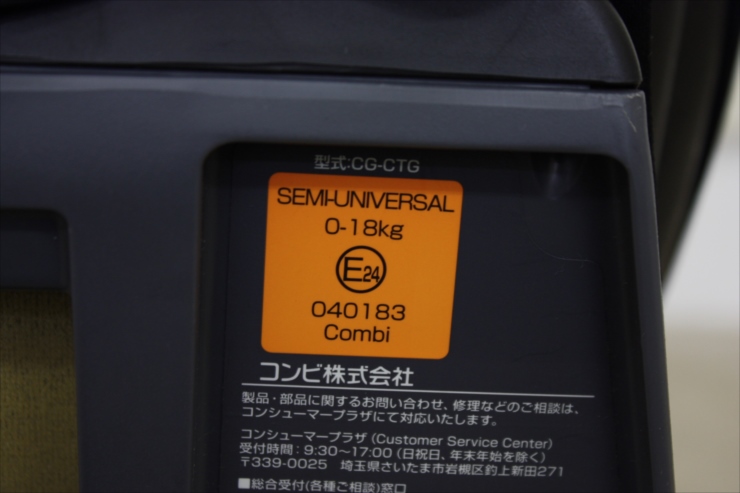 型式:CG-CTG
SEMI-UNIVERSAL
0-18kg
E24
040183
Combi
コンビ株式会社
製品・部品に関するお問い合わせ、修理などのご相談は、
コンシューマープラザにて対応いたします。
コンシューマープラザ (Customer Service Center)
受付時間：9:30〜17:00 (日祝日、年末年始を除く)
〒339-0025 埼玉県さいたま市岩槻区釣上新田271
■総合受付(各種ご相談)窓口